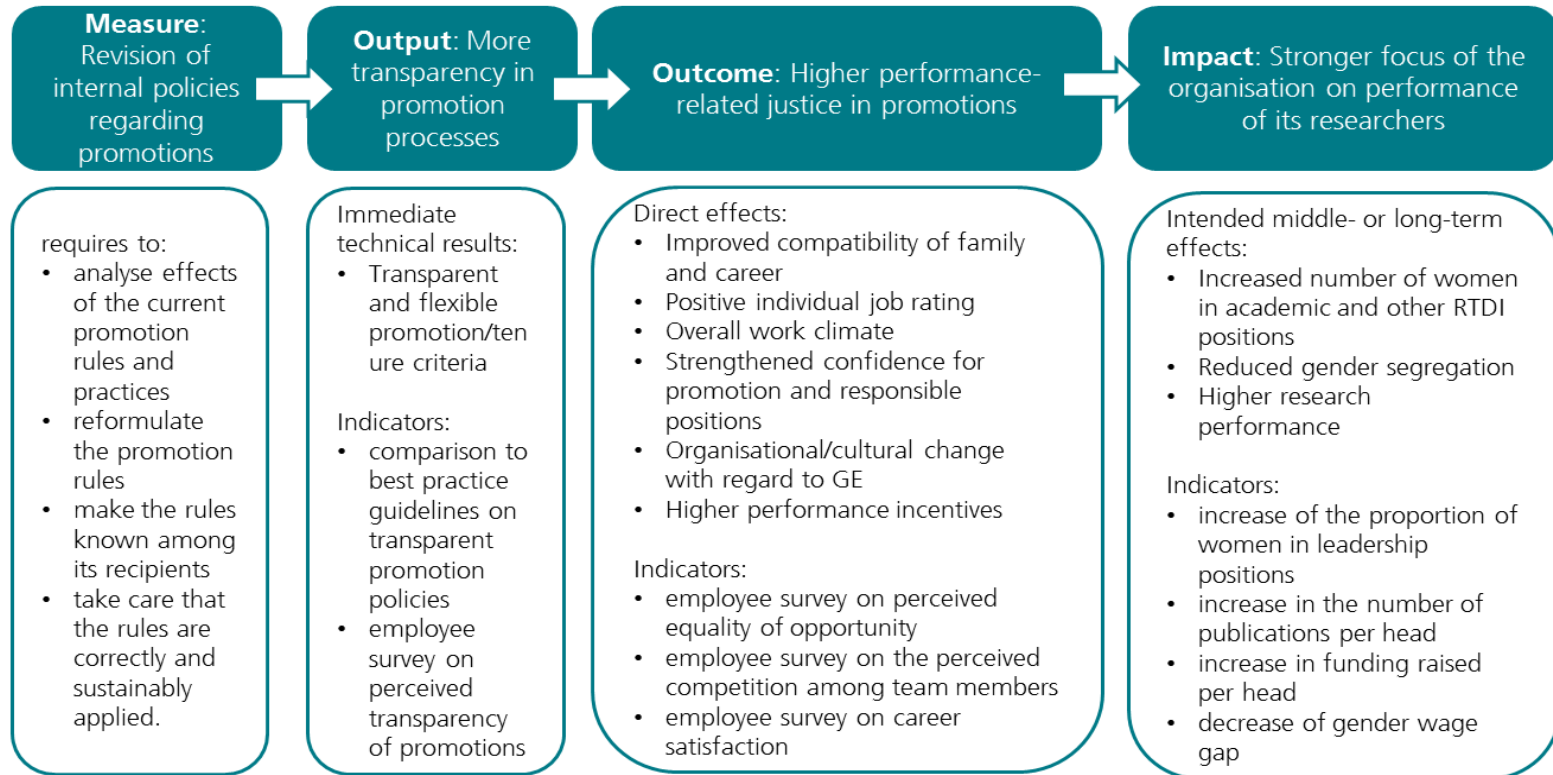 Measure:
Revision of
internal policies
regarding
promotions
Output: More
transparency in
promotion
processes
Outcome: Higher performance-
related justice in promotions
Impact: Stronger focus of the
organisation on performance
of its researchers
requires to:
• analyse effects
of the current
promotion
rules and
practices
• reformulate
the promotion
rules
• make the rules
known among
its recipients
• take care that
the rules are
correctly and
sustainably
applied.
Immediate
technical results:
• Transparent
and flexible
promotion/ten
ure criteria
Indicators:
• comparison to
best practice
guidelines on
transparent
promotion
policies
• employee
survey on
perceived
transparency
of promotions
Direct effects:
• Improved compatibility of family
and career
• Positive individual job rating
• Overall work climate
• Strengthened confidence for
promotion and responsible
positions
• Organisational/cultural change
with regard to GE
• Higher performance incentives
Indicators:
• employee survey on perceived
equality of opportunity
• employee survey on the perceived
competition among team members
• employee survey on career
satisfaction
Intended middle- or long-term
effects:
• Increased number of women
in academic and other RTDI
positions
• Reduced gender segregation
• Higher research
performance
Indicators:
• increase of the proportion of
women in leadership
positions
• increase in the number of
publications per head
• increase in funding raised
per head
• decrease of gender wage
gap